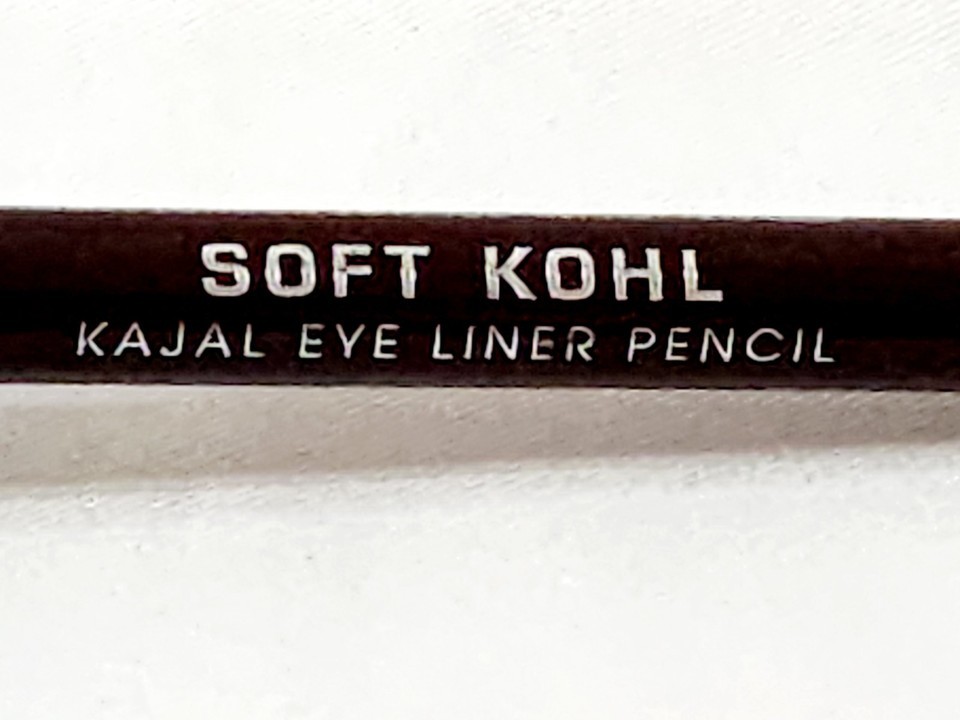 SOFT KOHL
KAJAL EYE LINER PENCIL